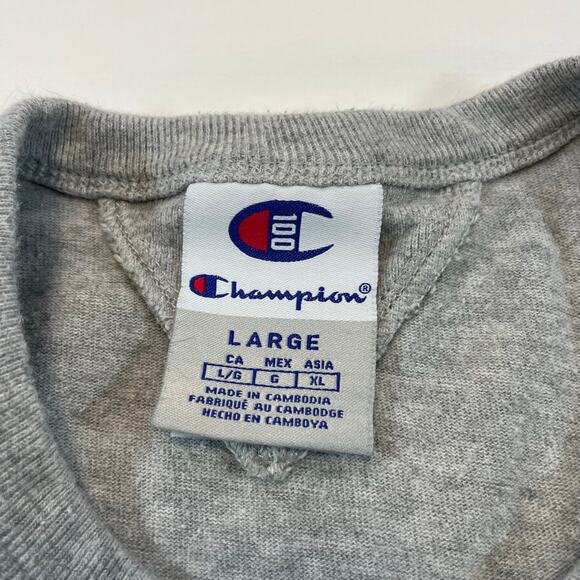 100
Champion®
LARGE
CA MEX ASIA
L/G G XL
MADE IN CAMBODIA
FABRIQUÉ AU CAMBODGE
HECHO EN CAMBOYA